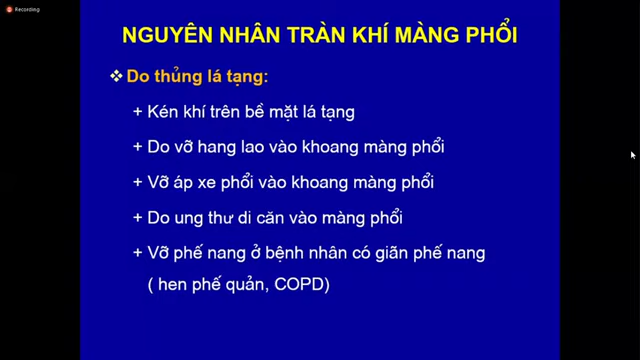 Recording
NGUYÊN NHÂN TRÀN KHÍ MÀNG PHỔI
❖ Do thủng lá tạng:
+ Kén khí trên bề mặt lá tạng
+ Do vỡ hang lao vào khoang màng phổi
+ Vỡ áp xe phổi vào khoang màng phổi
+ Do ung thư di căn vào màng phổi
+ Vỡ phế nang ở bệnh nhân có giãn phế nang
( hen phế quản, COPD)